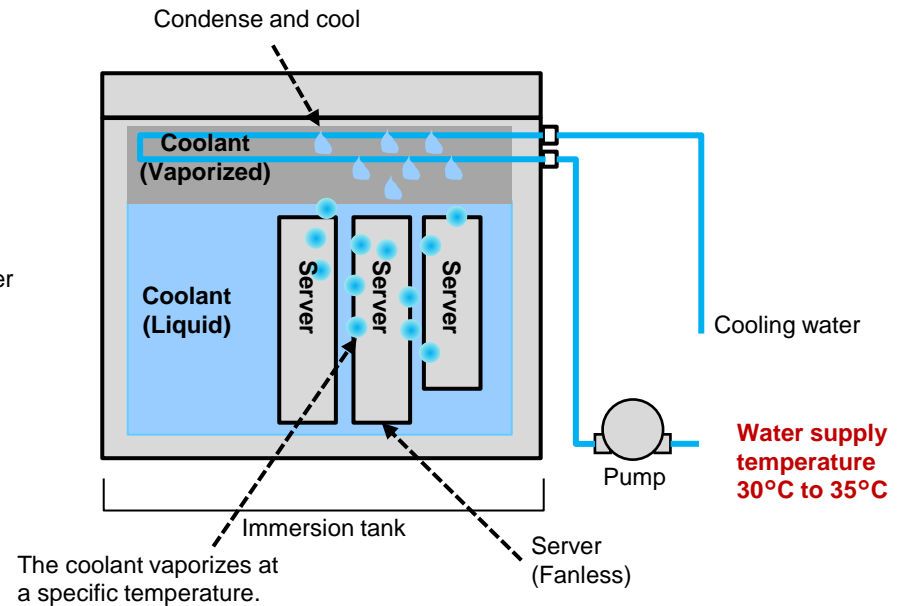 Condense and cool
Coolant
(Vaporized)
er
Coolant
(Liquid)
Server
Server
Server
Cooling water
Water supply
temperature
30°C to 35°C
Pump
Immersion tank
Server
(Fanless)
The coolant vaporizes at
a specific temperature.